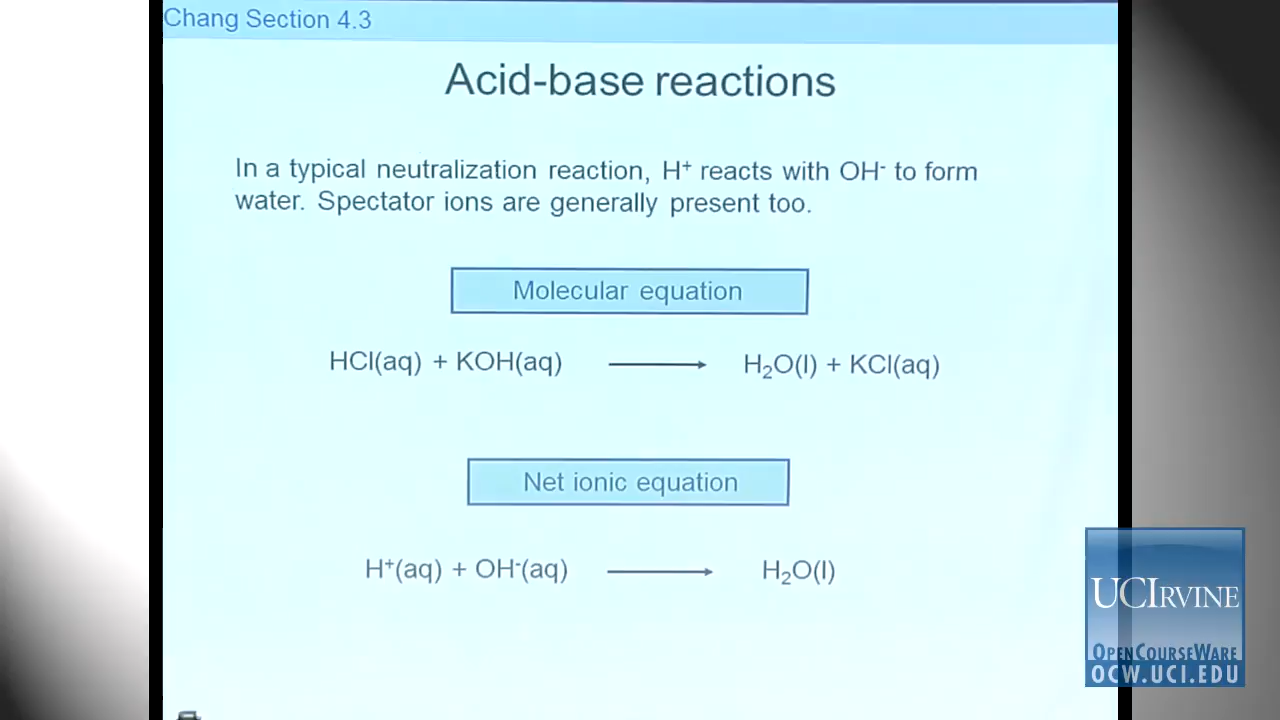 Chang Section 4.3
Acid-base reactions
In a typical neutralization reaction, H⁺ reacts with OH⁻ to form
water. Spectator ions are generally present too.
Molecular equation
HCl(aq) + KOH(aq) ⟶ H₂O(l) + KCl(aq)
Net ionic equation
H⁺(aq) + OH⁻(aq) ⟶ H₂O(l)
UCIRVINE
OPENCOURSEWARE
OCW.UCI.EDU